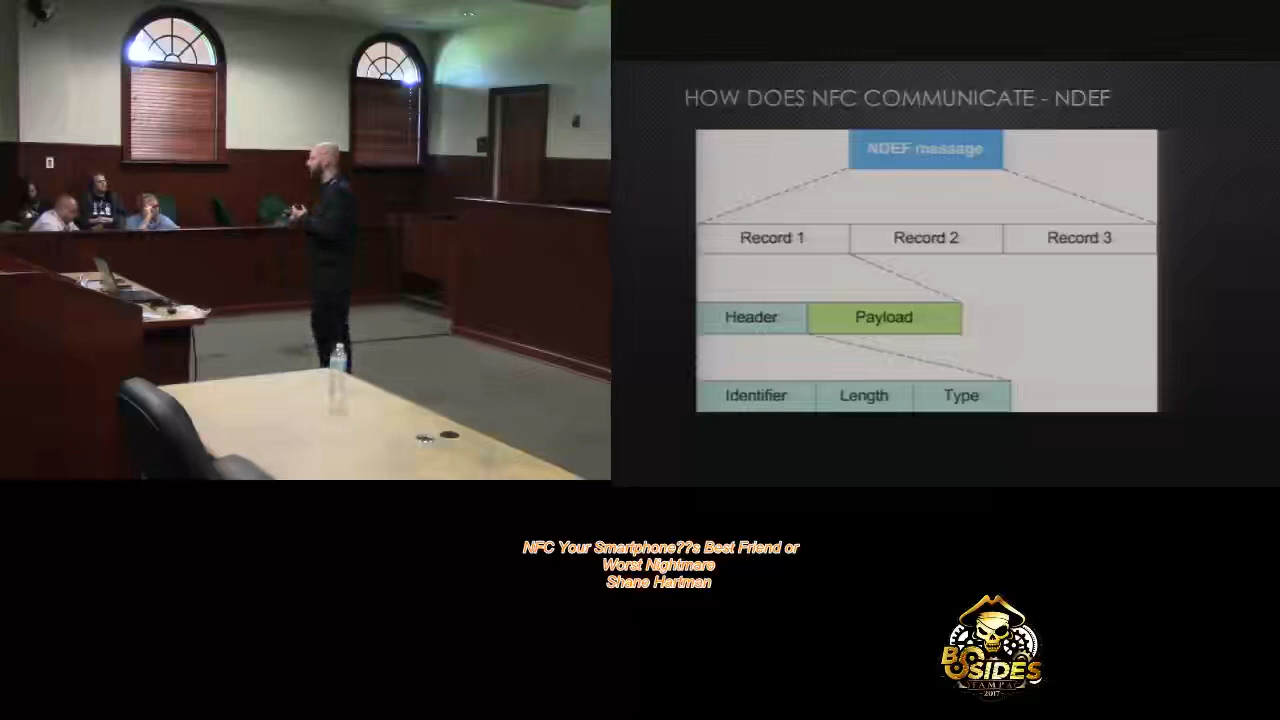 HOW DOES NFC COMMUNICATE - NDEF
NDEF message
Record 1 Record 2 Record 3
Header Payload
Identifier Length Type
NFC Your Smartphone??s Best Friend or
Worst Nightmare
Shane Hartman
BSIDES
TAMPA
2017